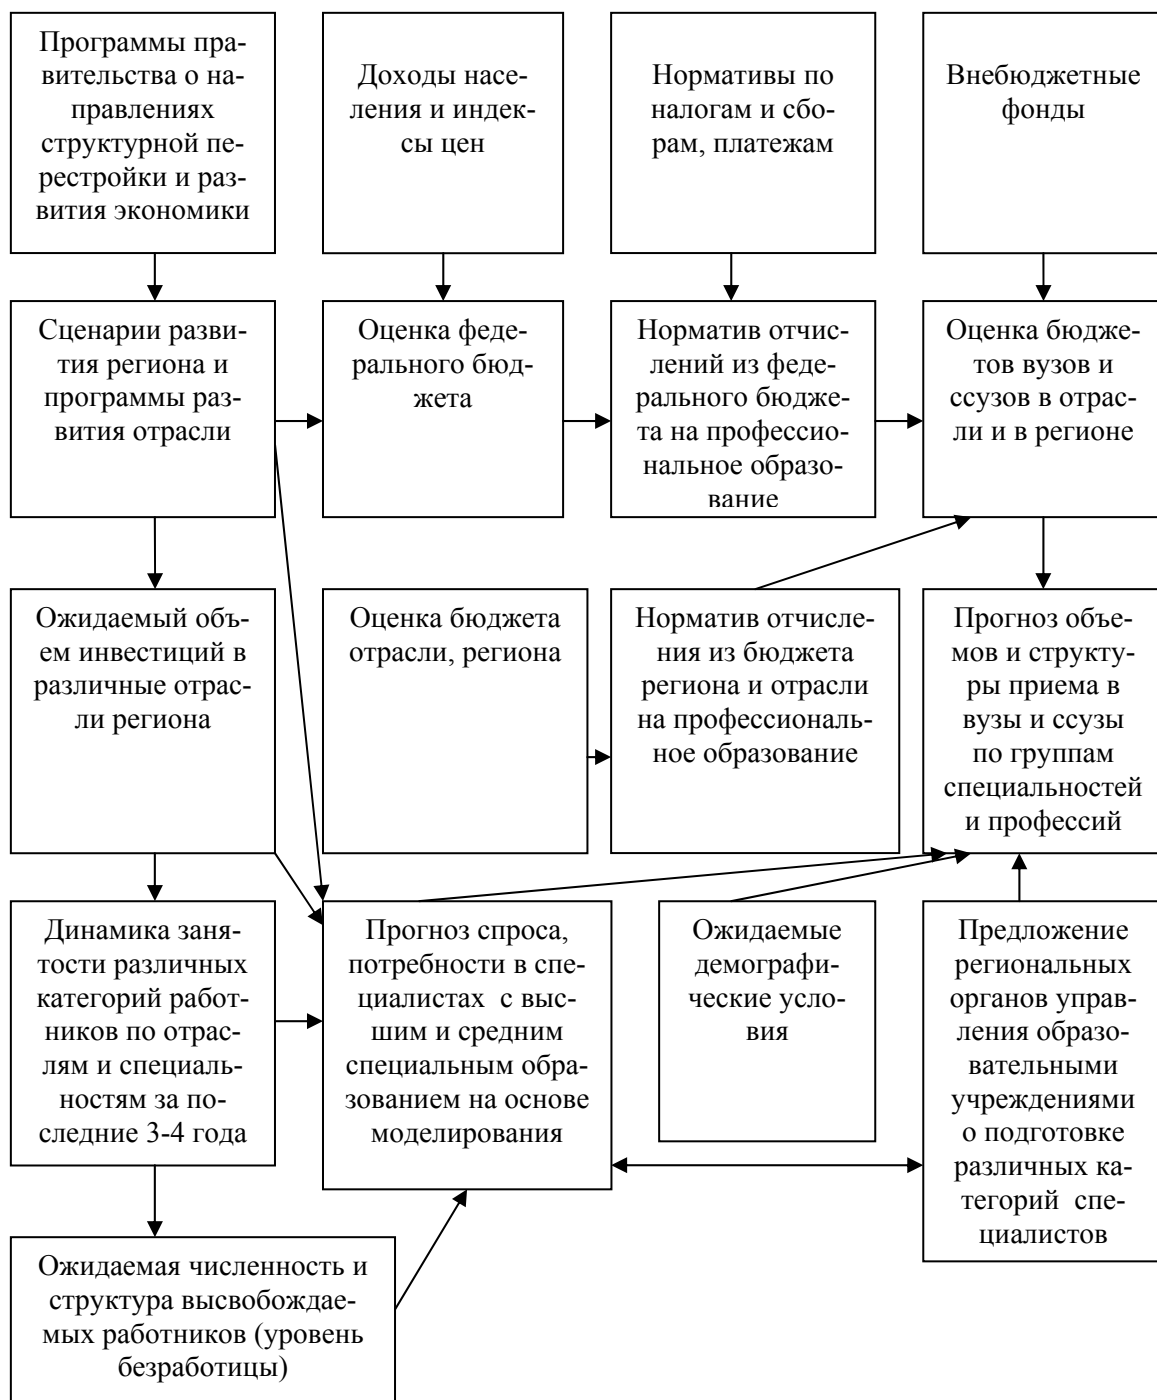 Программы пра-
вительства о на-
правлениях
структурной пе-
рестройки и раз-
вития экономики
Доходы насе-
ления и индек-
сы цен
Нормативы по
налогам и сбо-
рам, платежам
Внебюджетные
фонды
Сценарии разви-
тия региона и
программы раз-
вития отрасли
Оценка феде-
рального бюд-
жета
Норматив отчис-
лений из феде-
рального бюдже-
та на профессио-
нальное образо-
вание
Оценка бюдже-
тов вузов и
ссузов в отрас-
ли и в регионе
Ожидаемый объ-
ем инвестиций в
различные отрас-
ли региона
Оценка бюджета
отрасли, региона
Норматив отчисле-
ния из бюджета
региона и отрасли
на профессиональ-
ное образование
Прогноз объе-
мов и структу-
ры приема в
вузы и ссузы
по группам
специальностей
и профессий
Динамика заня-
тости различных
категорий работ-
ников по отрас-
лям и специаль-
ностям за по-
следние 3-4 года
Прогноз спроса,
потребности в спе-
циалистах с выс-
шим и средним
специальным обра-
зованием на основе
моделирования
Ожидаемые
демографи-
ческие усло-
вия
Предложение
региональных
органов управ-
ления образо-
вательными
учреждениями
о подготовке
различных ка-
тегорий спе-
циалистов
Ожидаемая численность и
структура высвобождае-
мых работников (уровень
безработицы)